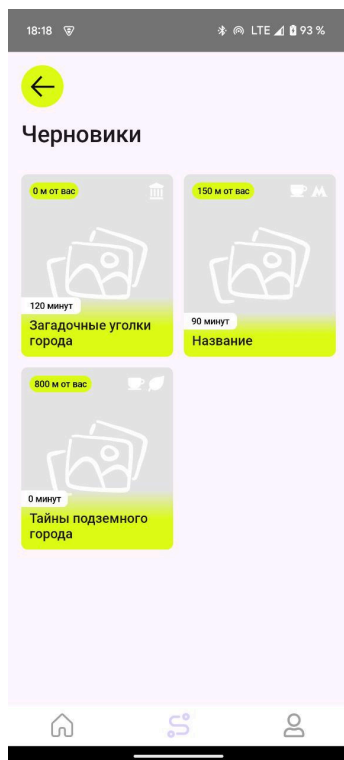 18:18 LTE 93 %
Черновики
0 м от вас
120 минут
Загадочные уголки
города
150 м от вас
90 минут
Название
800 м от вас
0 минут
Тайны подземного
города